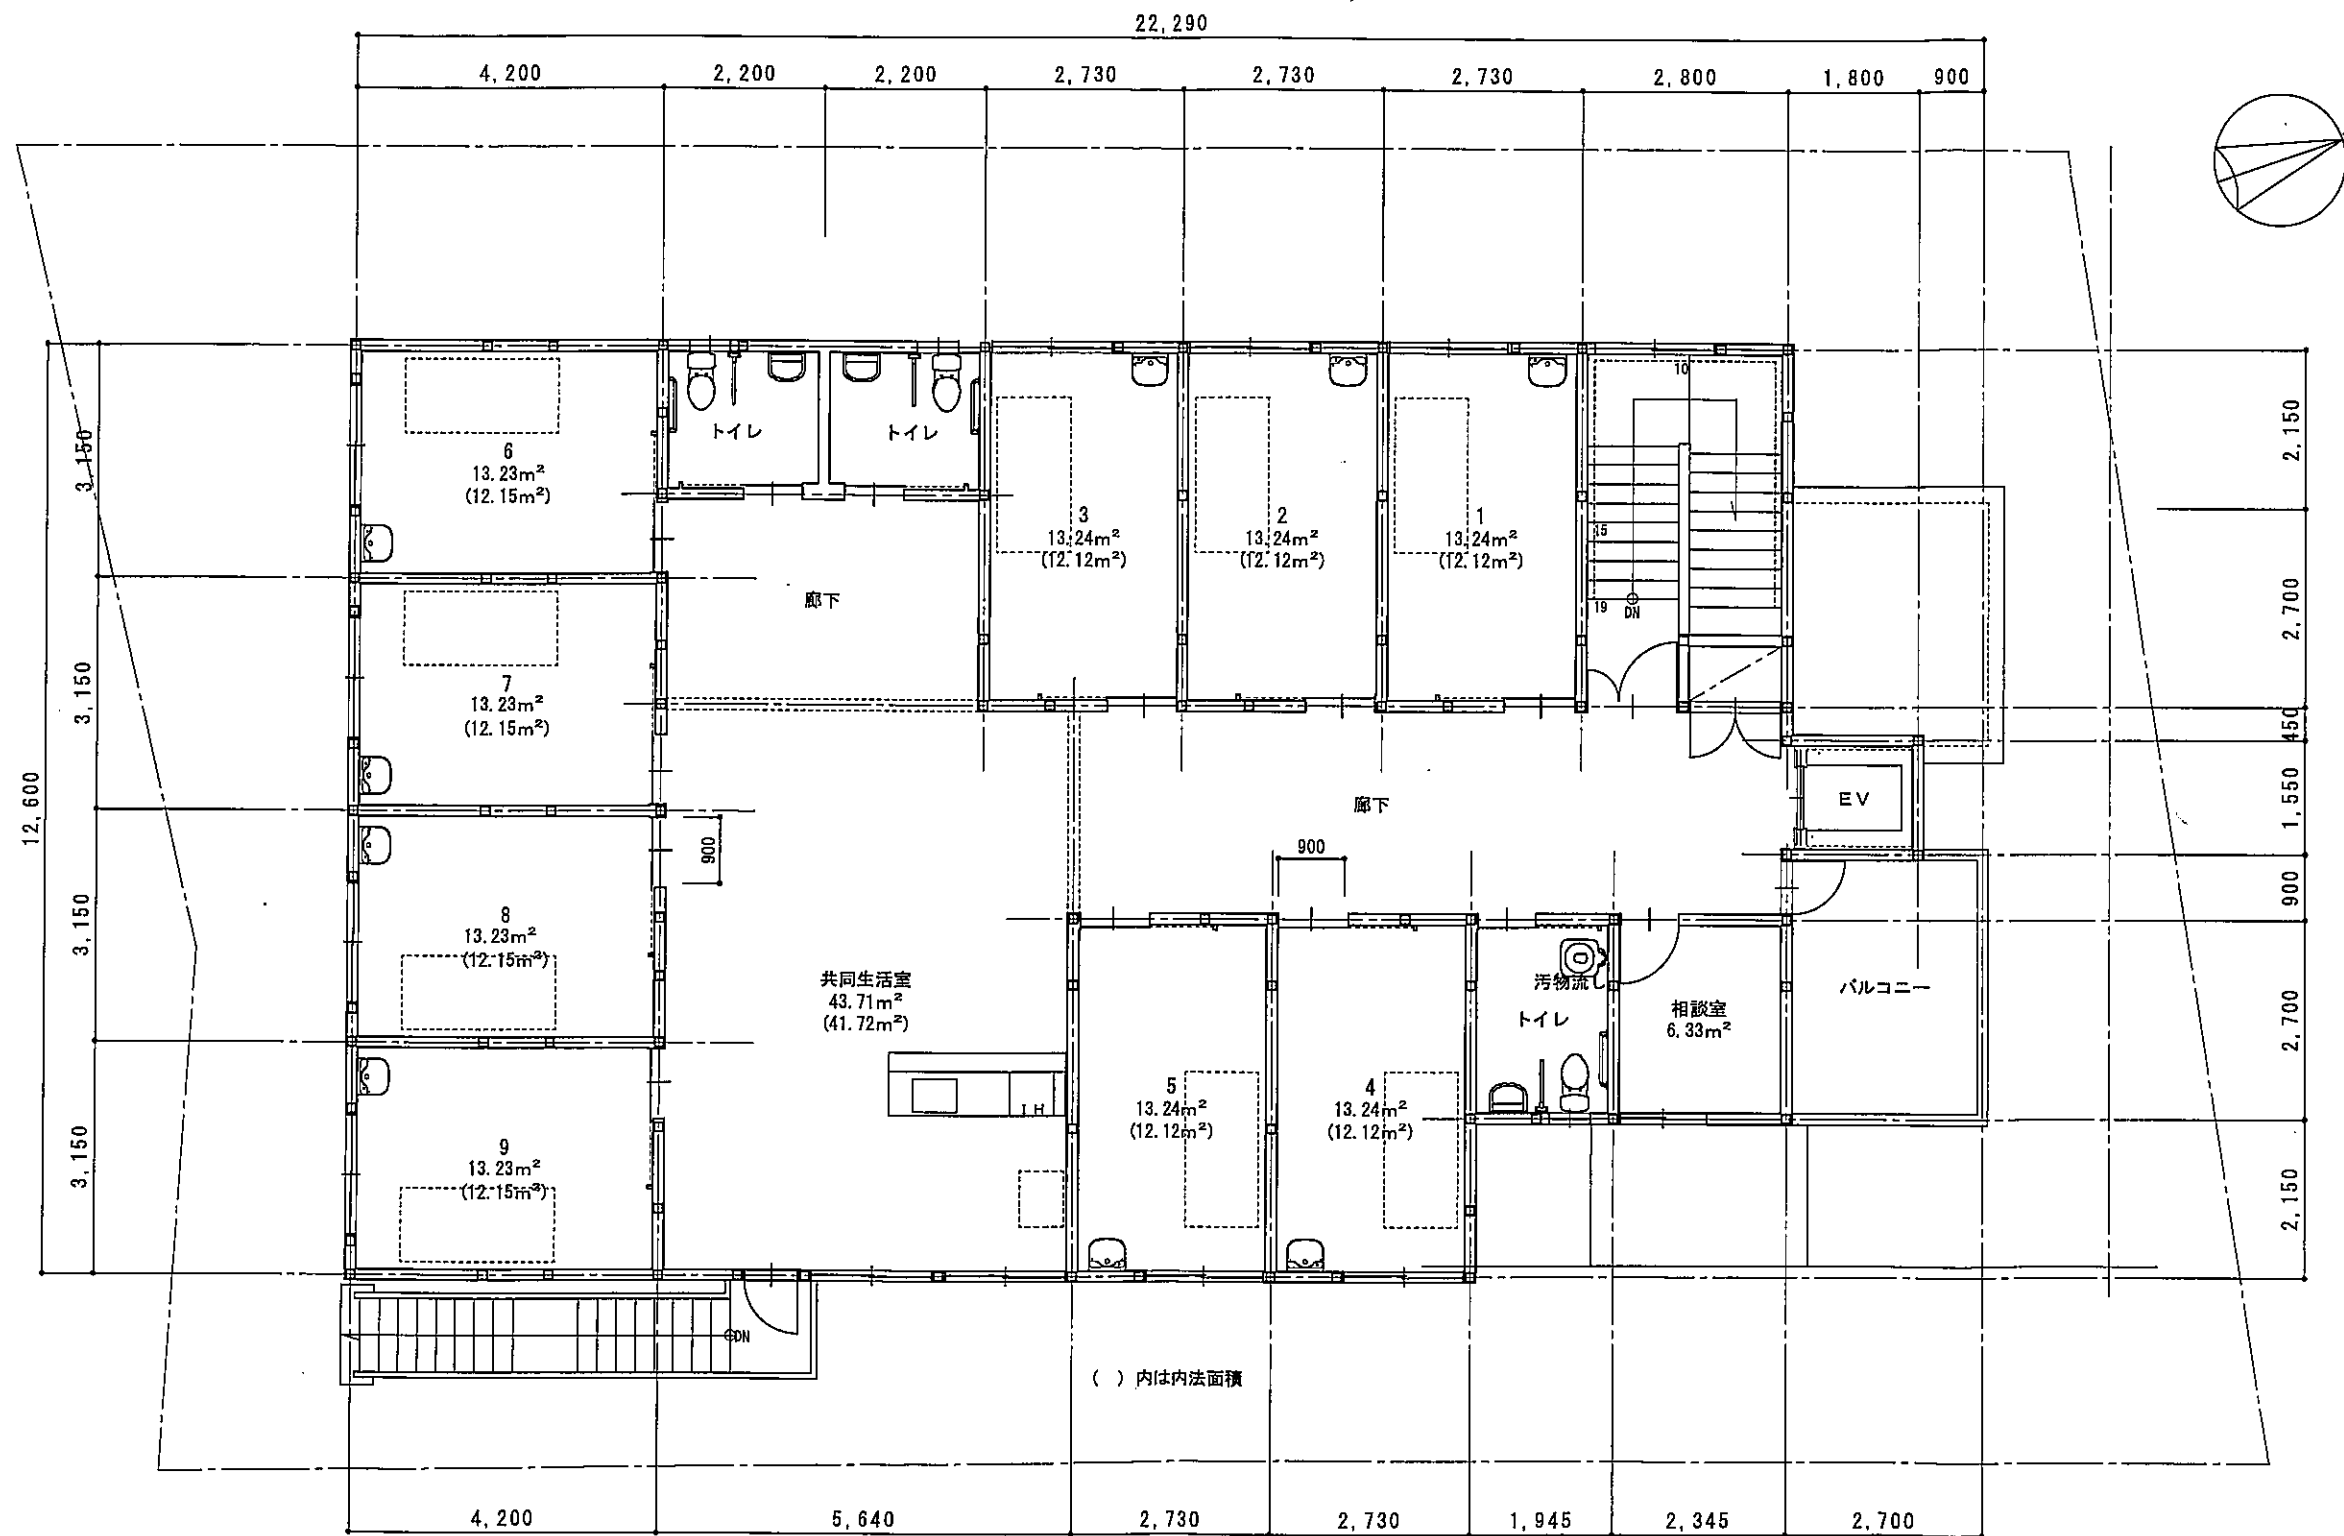 22,290
4,200
2,200
2,200
2,730
2,730
2,730
2,800
1,800
900
12,600
3,150
3,150
3,150
3,150
2,150
2,700
450
1,550
900
2,700
2,150
6
13.23m²
(12.15m²)
トイレ
トイレ
3
13.24m²
(12.12m²)
2
13.24m²
(12.12m²)
1
13.24m²
(12.12m²)
10
15
19
DN
廊下
7
13.23m²
(12.15m²)
廊下
EV
900
900
8
13.23m²
(12.15m²)
共同生活室
43.71m²
(41.72m²)
IH
汚物流し
トイレ
相談室
6.33m²
バルコニー
5
13.24m²
(12.12m²)
4
13.24m²
(12.12m²)
9
13.23m²
(12.15m²)
DN
( )内は内法面積
4,200
5,640
2,730
2,730
1,945
2,345
2,700